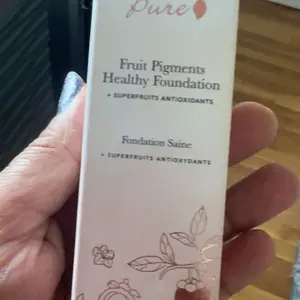 Pure
Fruit Pigments
Healthy Foundation
+ SUPERFRUITS ANTIOXIDANTS
Fondation Saine
+ SUPERFRUITS ANTIOXYDANTS